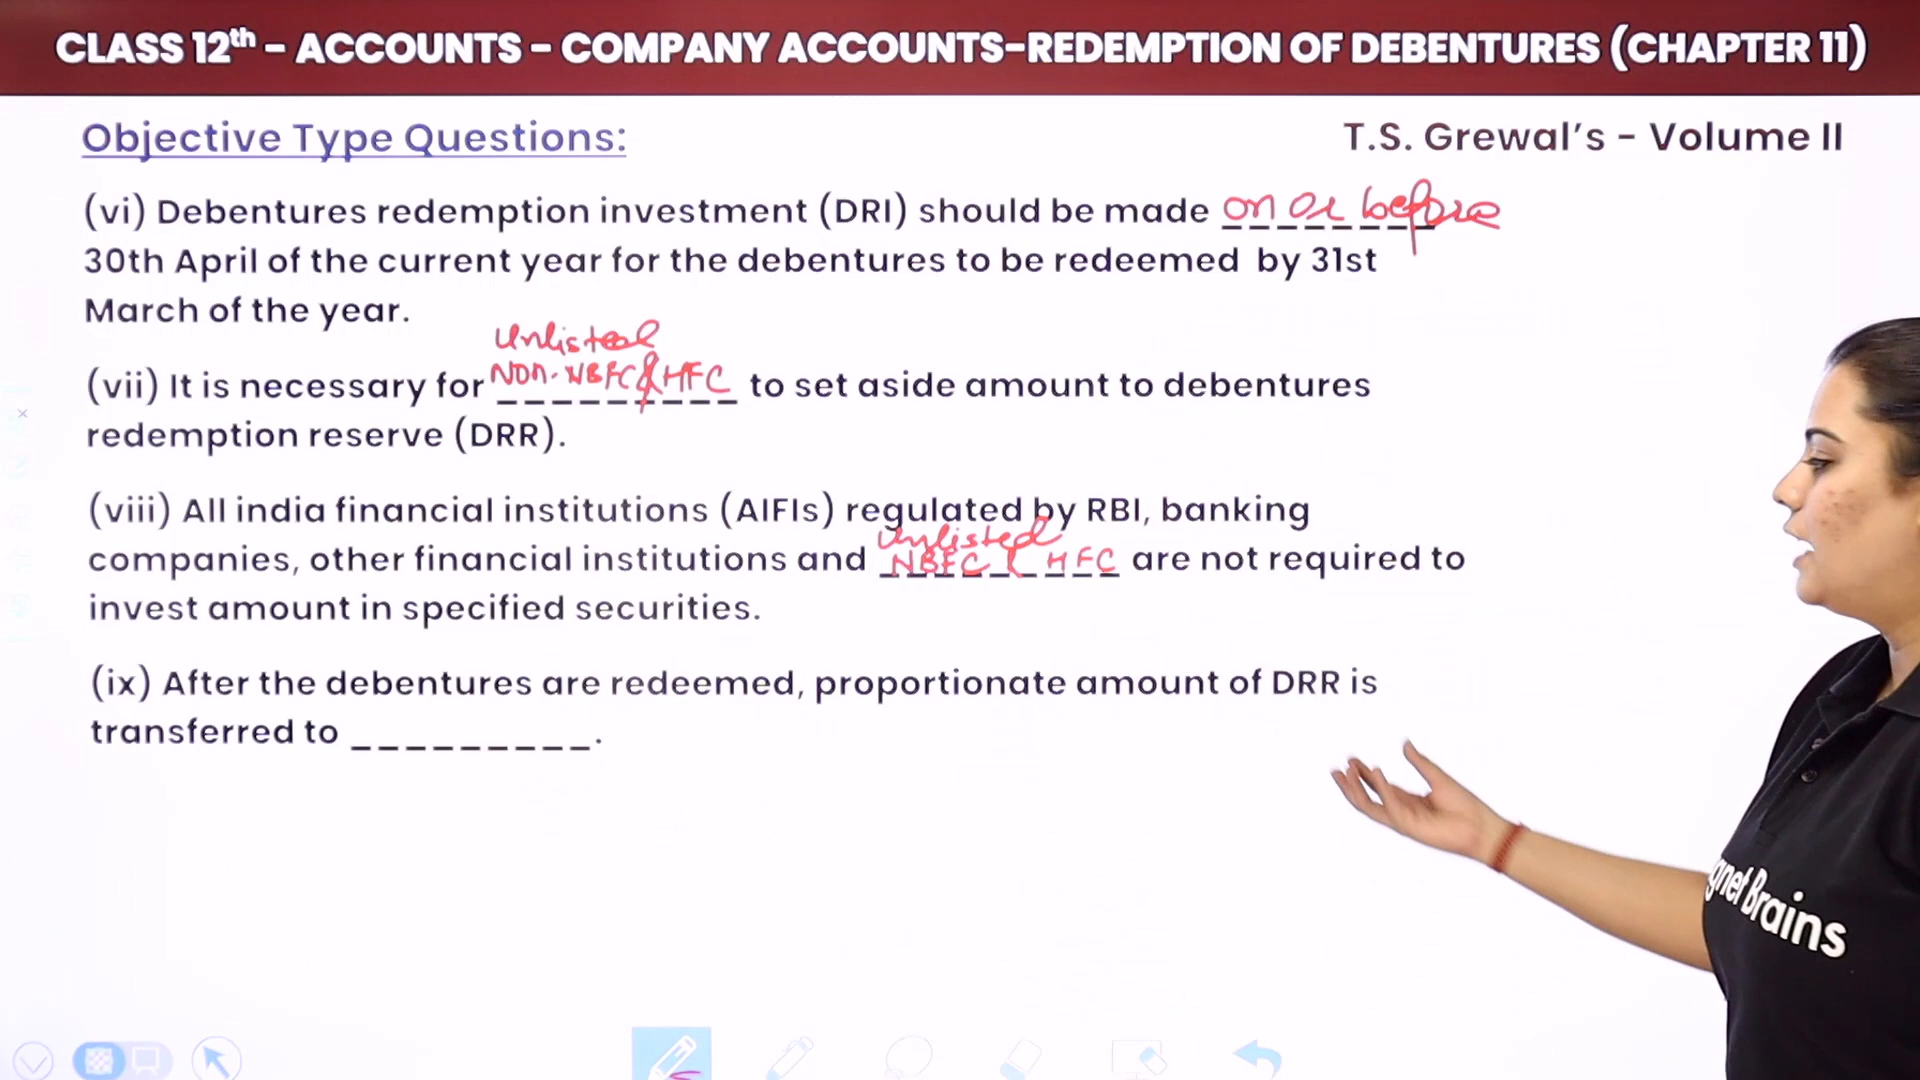 CLASS 12th - ACCOUNTS - COMPANY ACCOUNTS-REDEMPTION OF DEBENTURES (CHAPTER 11)
Objective Type Questions:
T.S. Grewal's - Volume II
(vi) Debentures redemption investment (DRI) should be made on or before
30th April of the current year for the debentures to be redeemed by 31st
March of the year.
Unlisted
(vii) It is necessary for NON-NBFC & HFC to set aside amount to debentures
redemption reserve (DRR).
(viii) All india financial institutions (AIFIs) regulated by RBI, banking
Unlisted
companies, other financial institutions and NBFC & HFC are not required to
invest amount in specified securities.
(ix) After the debentures are redeemed, proportionate amount of DRR is
transferred to _________.
gnet Brains